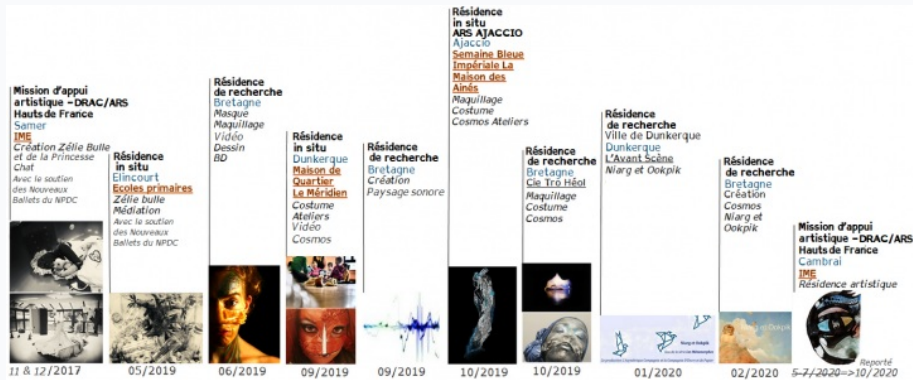 Mission d'appui
artistique -DRAC/ARS
Hauts de France
Samer
IME
Création Zélie Bulle
et de la Princesse
Chat
Avec le soutien
des Nouveaux
Ballets du NPDC
11 & 12/2017
Résidence
in situ
Elincourt
Ecoles primaires
Zélie bulle
Médiation
Avec le soutien
des Nouveaux
Ballets du NPDC
05/2019
Résidence
de recherche
Bretagne
Masque
Maquillage
Vidéo
Dessin
BD
06/2019
Résidence
in situ
Dunkerque
Maison de
Quartier
Le Méridien
Costume
Ateliers
Vidéo
Cosmos
09/2019
Résidence
de recherche
Bretagne
Création
Paysage sonore
09/2019
Résidence
in situ
ARS AJACCIO
Ajaccio
Semaine Bleue
Impériale La
Maison des
Ainés
Maquillage
Costume
Cosmos Ateliers
10/2019
Résidence
de recherche
Bretagne
Cie Tro Héol
Maquillage
Costume
Cosmos
10/2019
Résidence
de recherche
Ville de Dunkerque
Dunkerque
L'Avant Scène
Niarg et Ookpik
Niarg et Ookpik
01/2020
Résidence
de recherche
Bretagne
Création
Cosmos
Niarg et
Ookpik
Niarg et Ookpik
02/2020
Mission d'appui
artistique -DRAC/ARS
Hauts de France
Cambrai
IME
Résidence artistique
Reporté
5-7/2020=>10/2020